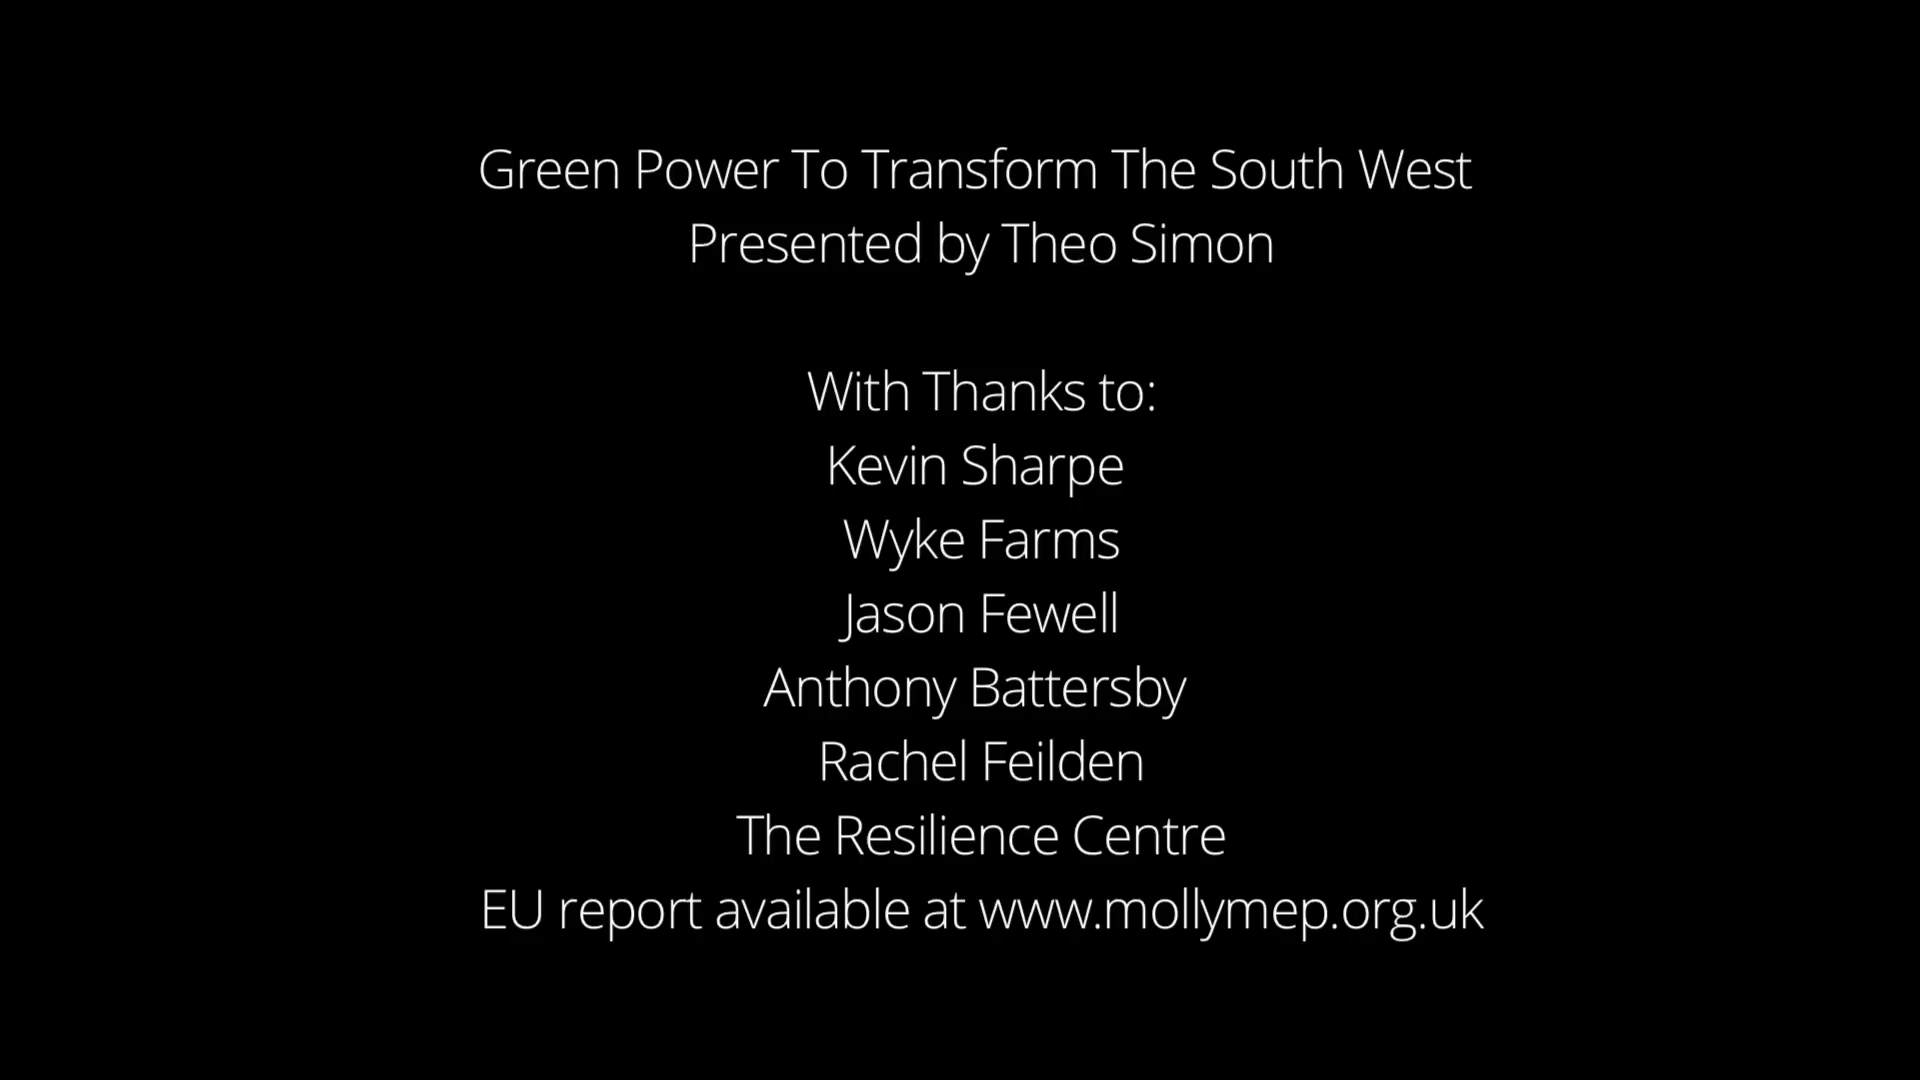 Green Power To Transform The South West
Presented by Theo Simon
With Thanks to:
Kevin Sharpe
Wyke Farms
Jason Fewell
Anthony Battersby
Rachel Feilden
The Resilience Centre
EU report available at www.mollymep.org.uk